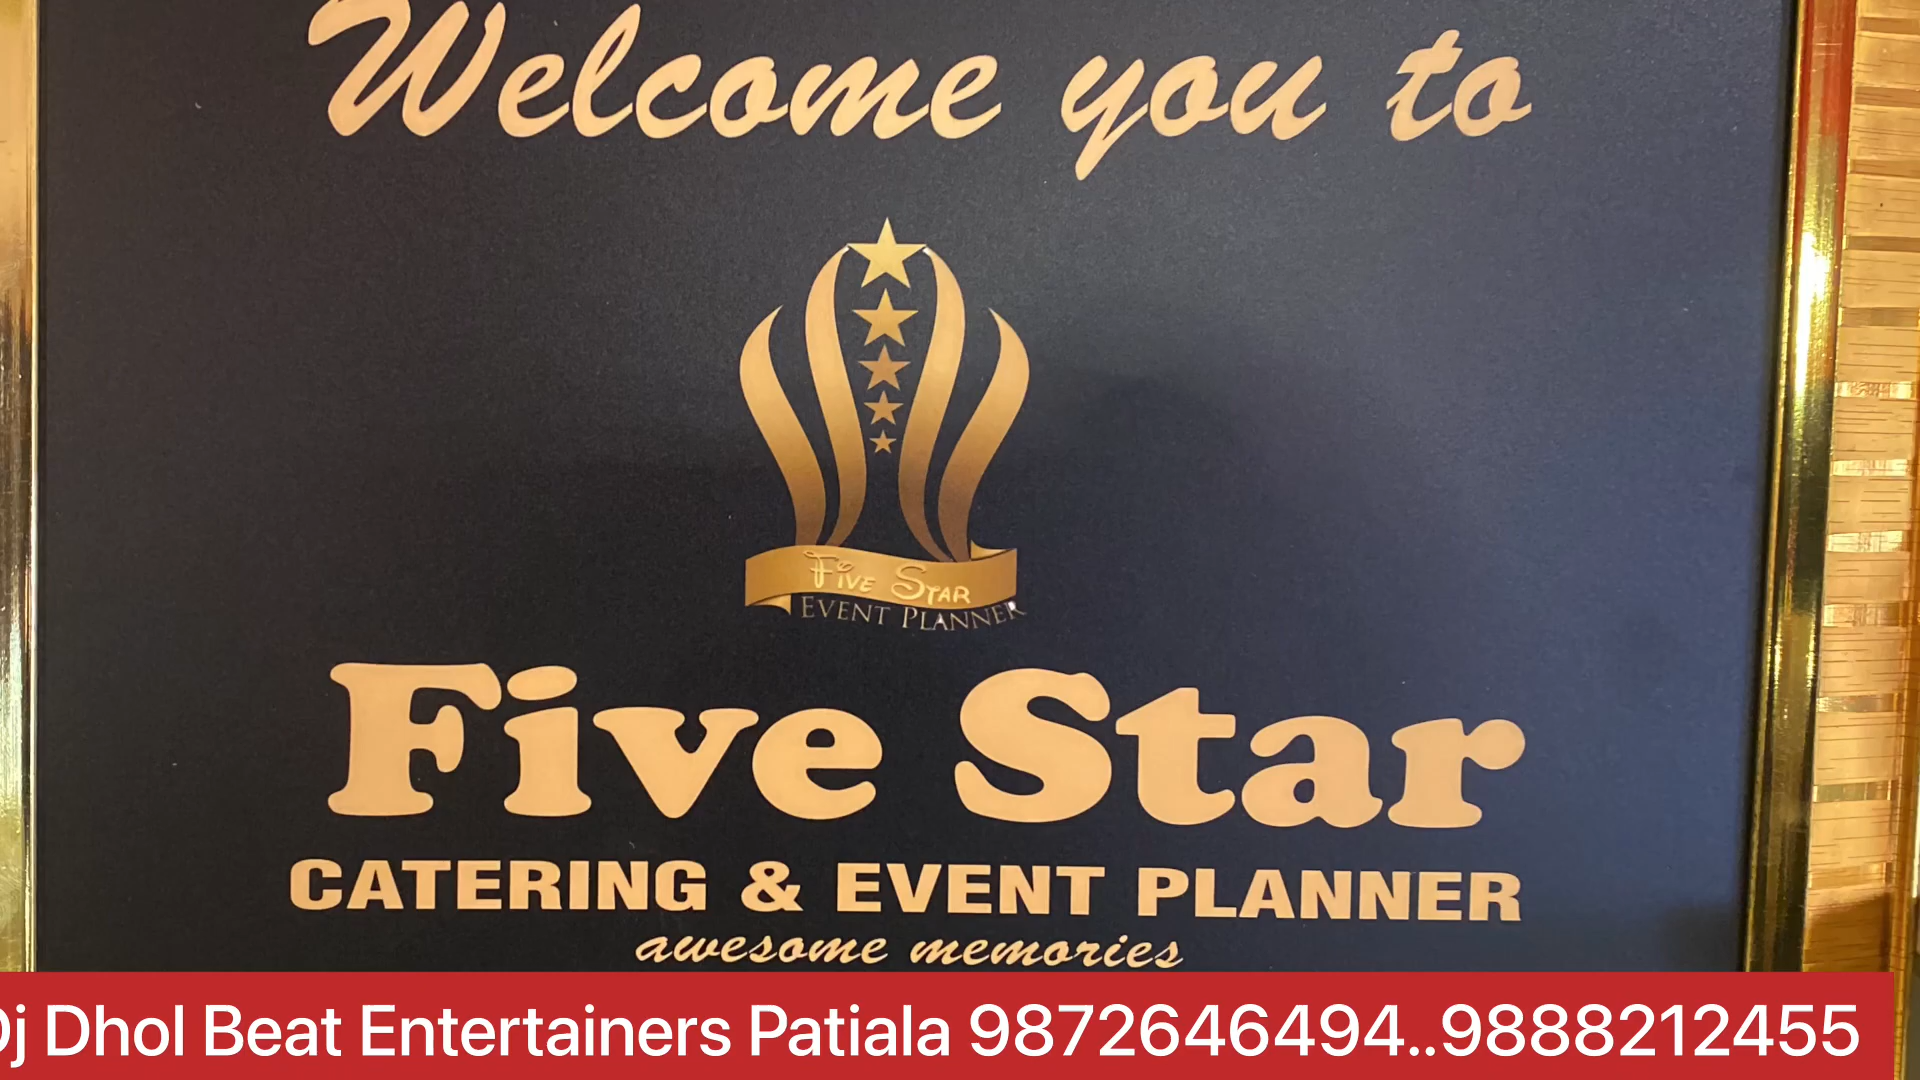 Welcome you to
Five Star
Event Planner
Five Star
CATERING & EVENT PLANNER
awesome memories
Dj Dhol Beat Entertainers Patiala 9872646494..9888212455